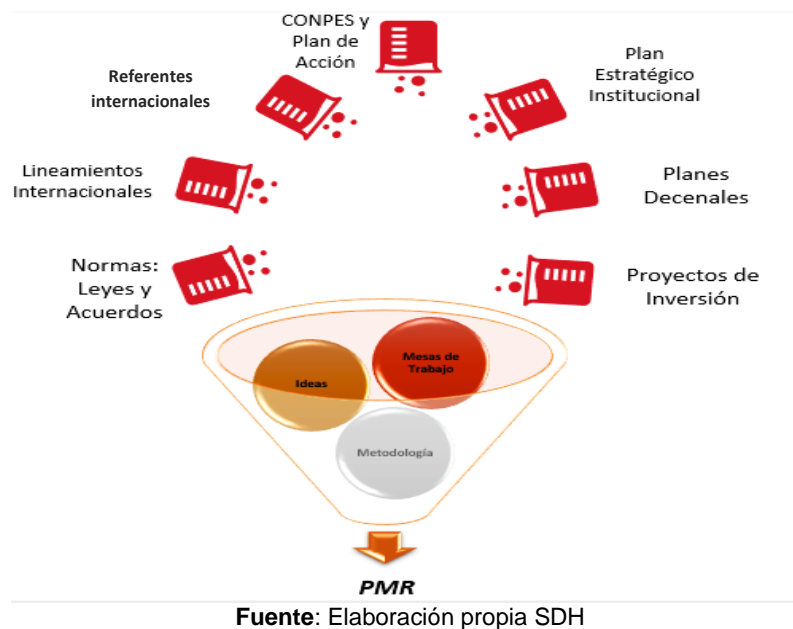 CONPES y
Plan de
Acción
Plan
Estratégico
Institucional
Referentes
internacionales
Lineamientos
Internacionales
Planes
Decenales
Normas:
Leyes y
Acuerdos
Proyectos de
Inversión
Mesas de
Trabajo
Ideas
Metodología
PMR
Fuente: Elaboración propia SDH